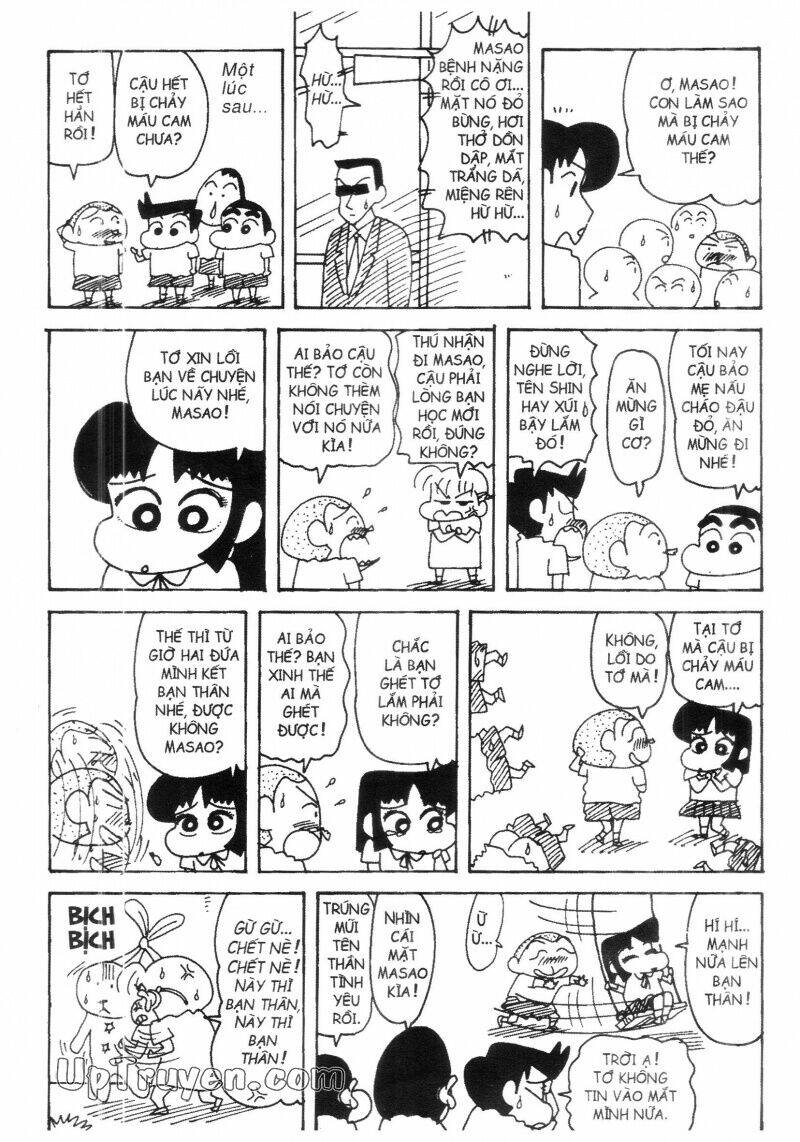 Ơ, MASAO!
CON LÀM SAO
MÀ BỊ CHẢY
MÁU CAM
THẾ?
MASAO
BỆNH NẶNG
RỒI CÔ ƠI...
MẶT NÓ ĐỎ
BỪNG, HƠI
THỞ DỒN
DẬP, MẮT
TRẮNG DÃ,
MIỆNG RÊN
HỪ HỪ...
HỪ...
HỪ...
Một
lúc
sau...
CẬU HẾT
BỊ CHẢY
MÁU CAM
CHƯA?
TỚ
HẾT
HẲN
RỒI!
TỐI NAY
CẬU BẢO
MẸ NẤU
CHÁO ĐẬU
ĐỎ, ĂN
MỪNG ĐI
NHÉ!
ĂN
MỪNG
GÌ
CƠ?
ĐỪNG
NGHE LỜI,
TÊN SHIN
HAY XÚI
BẬY LẮM
ĐÓ!
THÚ NHẬN
ĐI MASAO,
CẬU PHẢI
LÒNG BẠN
HỌC MỚI
RỒI, ĐÚNG
KHÔNG?
AI BẢO CẬU
THẾ? TỚ CÒN
KHÔNG THÈM
NÓI CHUYỆN
VỚI NÓ NỮA
KÌA!
TỚ XIN LỖI
BẠN VỀ CHUYỆN
LÚC NÃY NHÉ,
MASAO!
TẠI TỚ
MÀ CẬU BỊ
CHẢY MÁU
CAM....
KHÔNG,
LỖI DO
TỚ MÀ!
CHẮC
LÀ BẠN
GHÉT TỚ
LẮM PHẢI
KHÔNG?
AI BẢO
THẾ? BẠN
XINH THẾ
AI MÀ
GHÉT
ĐƯỢC!
THẾ THÌ TỪ
GIỜ HAI ĐỨA
MÌNH KẾT
BẠN THÂN
NHÉ, ĐƯỢC
KHÔNG
MASAO?
HÍ HÍ...
MẠNH
NỮA LÊN
BẠN
THÂN!
Ừ
Ừ...
TRỜI Ạ!
TỚ KHÔNG
TIN VÀO MẮT
MÌNH NỮA.
NHÌN
CÁI
MẶT
MASAO
KÌA!
TRÚNG
MŨI
TÊN
THẦN
TÌNH
YÊU
RỒI.
GỪ GỪ...
CHẾT NÈ!
CHẾT NÈ!
NÀY THÌ
BẠN THÂN,
NÀY THÌ
BẠN
THÂN!
BỊCH
BỊCH
UpTruyen.com